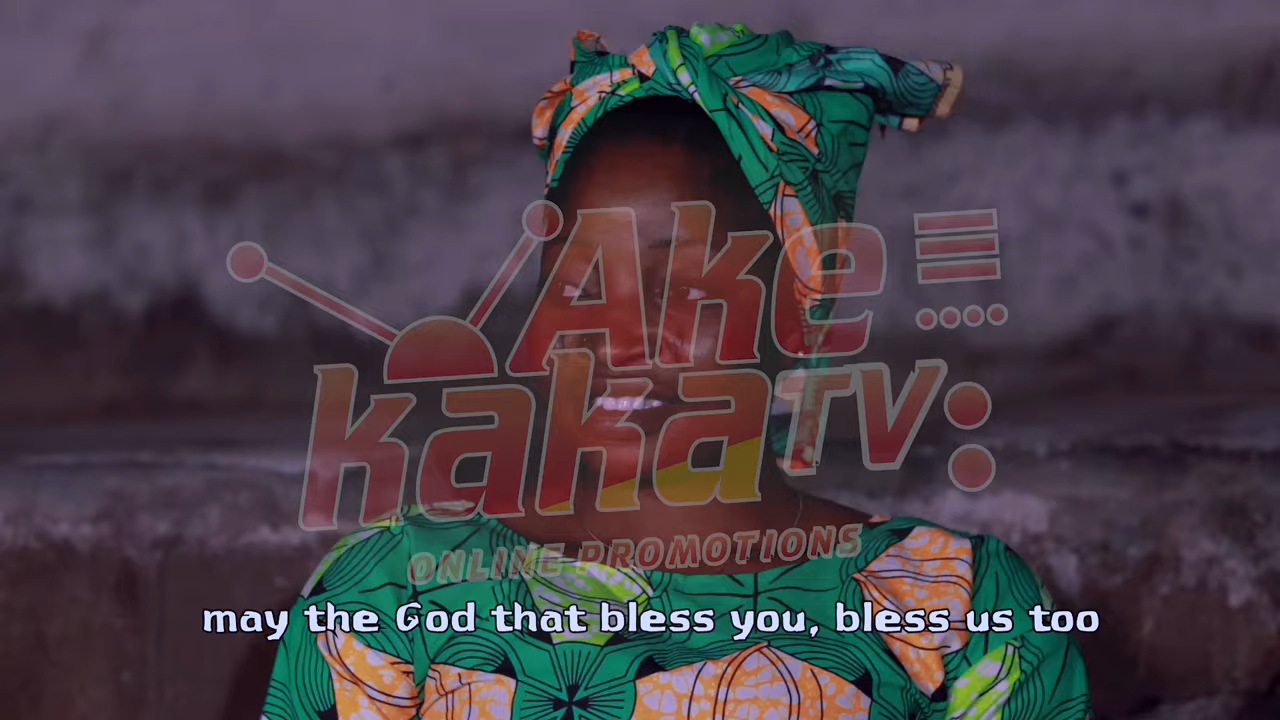 Ake
kaka TV
ONLINE PROMOTIONS
may the God that bless you, bless us too